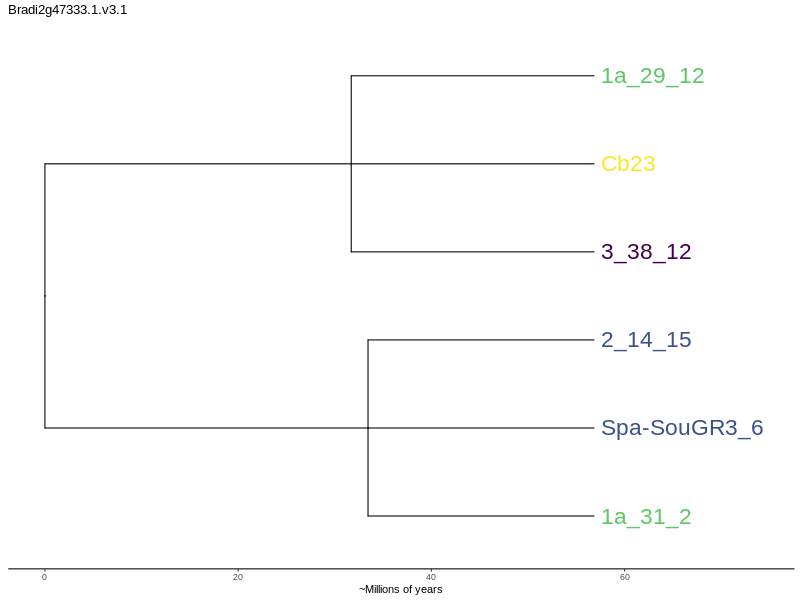 Bradi2g47333.1.v3.1
1a_29_12
Cb23
3_38_12
2_14_15
Spa-SouGR3_6
1a_31_2
0 20 40 60
~Millions of years